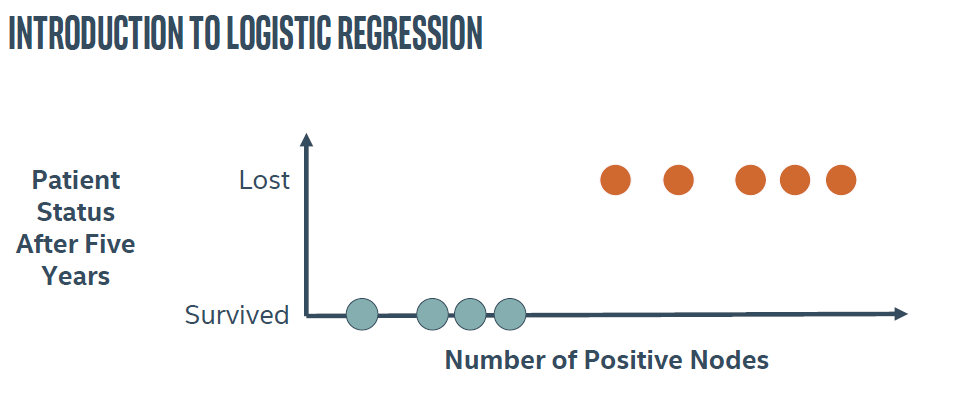 INTRODUCTION TO LOGISTIC REGRESSION
Patient
Status
After Five
Years
Lost
Survived
Number of Positive Nodes